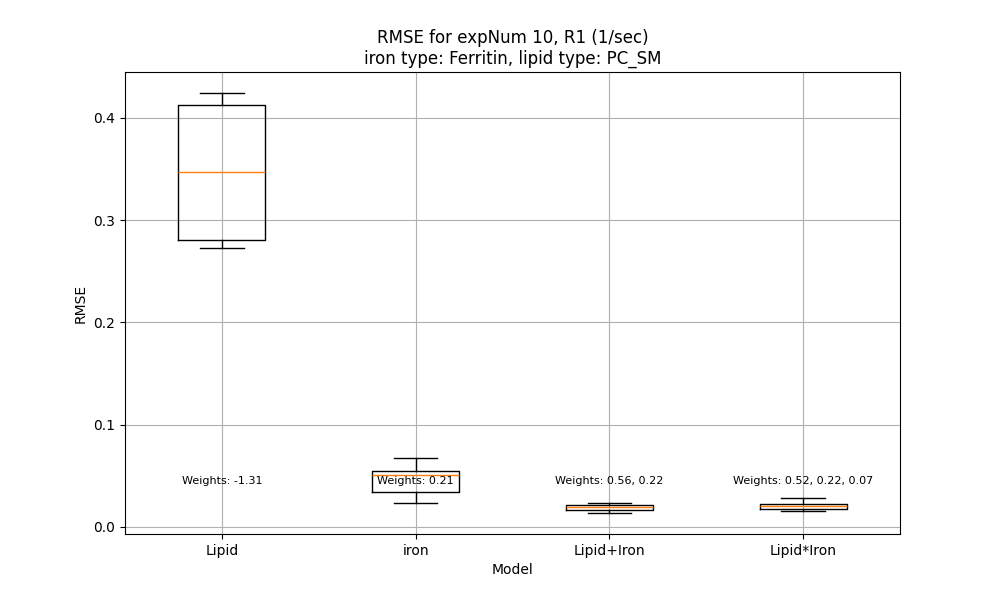 RMSE for expNum 10, R1 (1/sec)
iron type: Ferritin, lipid type: PC_SM
0.4
0.3
0.2
0.1
0.0
RMSE
Weights: -1.31
Weights: 0.21
Weights: 0.56, 0.22
Weights: 0.52, 0.22, 0.07
Lipid
iron
Lipid+Iron
Lipid*Iron
Model